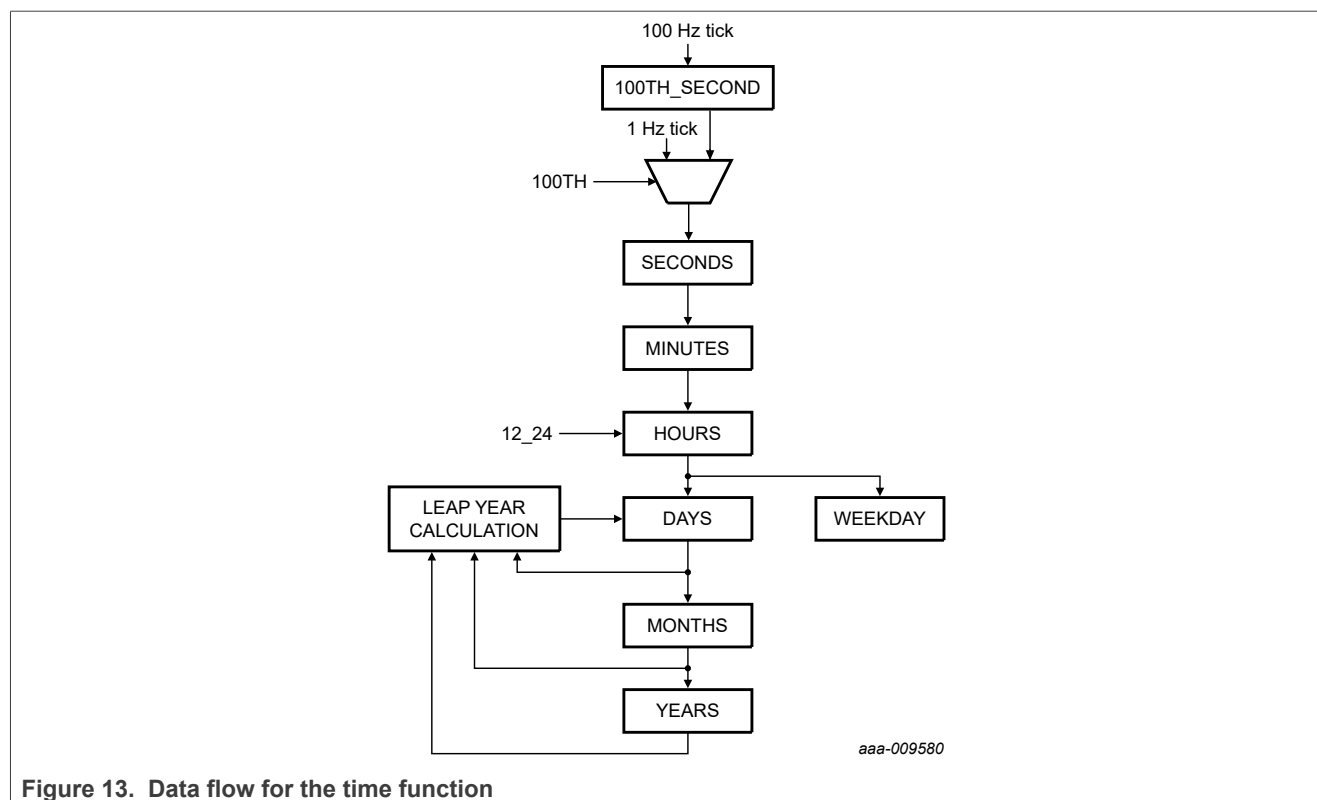 100 Hz tick
100TH_SECOND
1 Hz tick
100TH
SECONDS
MINUTES
12_24
HOURS
LEAP YEAR
CALCULATION
DAYS
WEEKDAY
MONTHS
YEARS
aaa-009580
Figure 13. Data flow for the time function